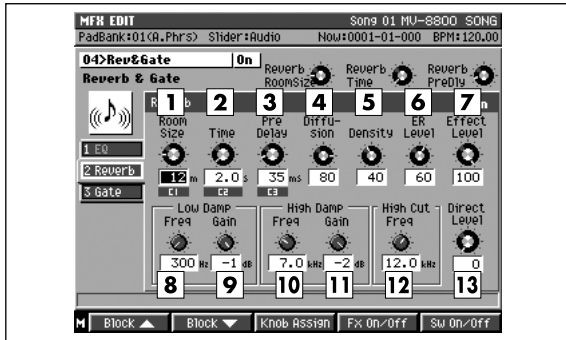 MFX EDIT Song 01 MV-8800 SONG
PadBank:01(A.Phrs) Slider:Audio Now:0001-01-000 BPM:120.00
04>Rev&Gate On
Reverb & Gate
Reverb RoomSize
Reverb Time
Reverb PreDly
1 2 3 4 5 6 7
Room Size
Time
Pre Delay
Diffu- sion
Density
ER Level
Effect Level
1 EQ
2 Reverb
3 Gate
12 m 2.0 s 35 ms 80 40 60 100
C1 C2 C3
Low Damp
High Damp
High Cut
Direct Level
Freq Gain Freq Gain Freq
300 Hz -1 dB 7.0 kHz -2 dB 12.0 kHz 0
8 9 10 11 12 13
M Block ▲ Block ▼ Knob Assign FX On/Off Sw On/Off